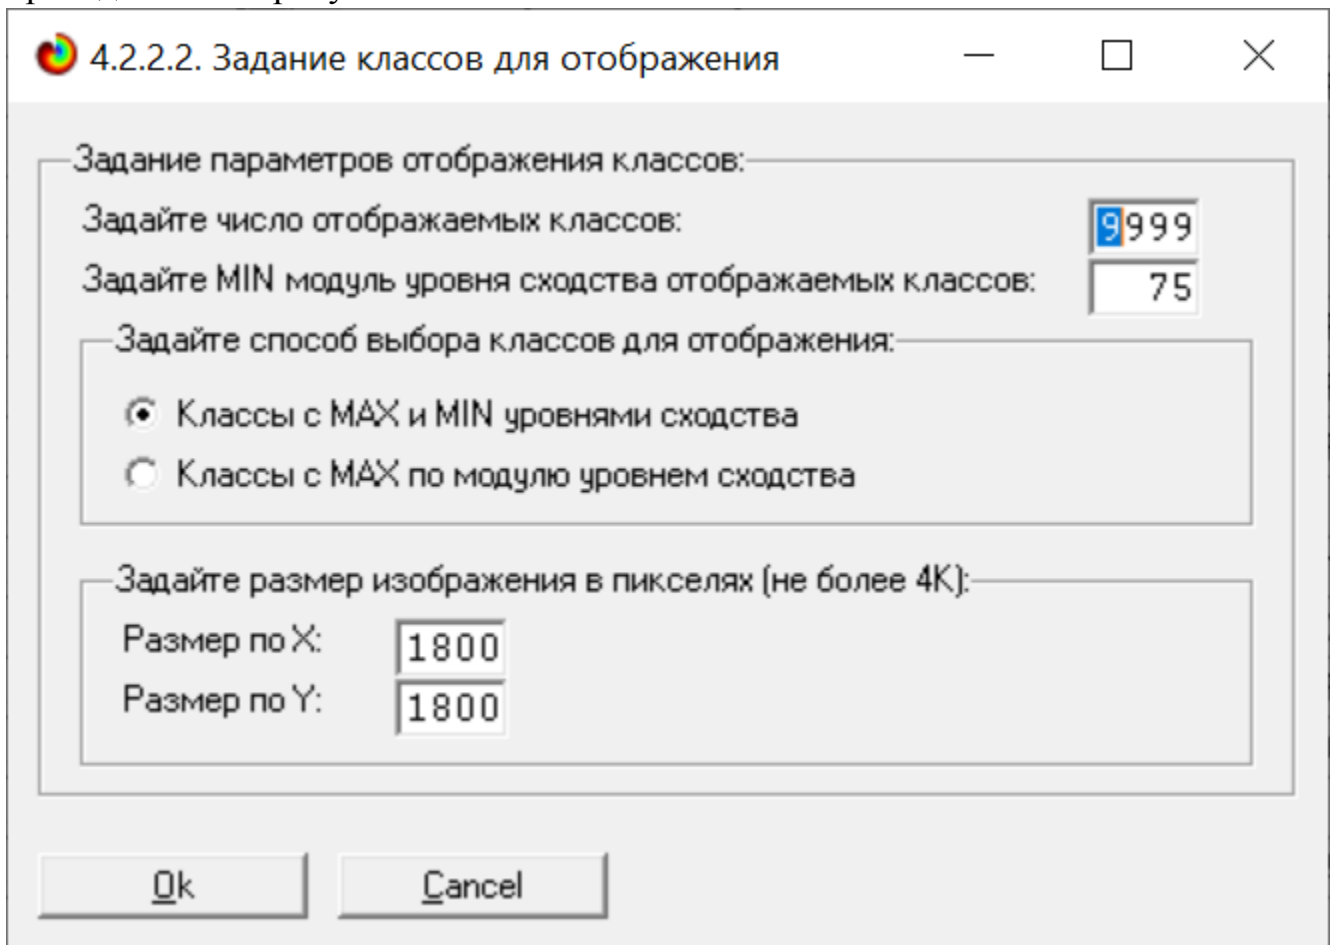 4.2.2.2. Задание классов для отображения
Задание параметров отображения классов:
Задайте число отображаемых классов: 9999
Задайте MIN модуль уровня сходства отображаемых классов: 75
Задайте способ выбора классов для отображения:
Классы с MAX и MIN уровнями сходства
Классы с MAX по модулю уровнем сходства
Задайте размер изображения в пикселях (не более 4K):
Размер по X: 1800
Размер по Y: 1800
Ok Cancel